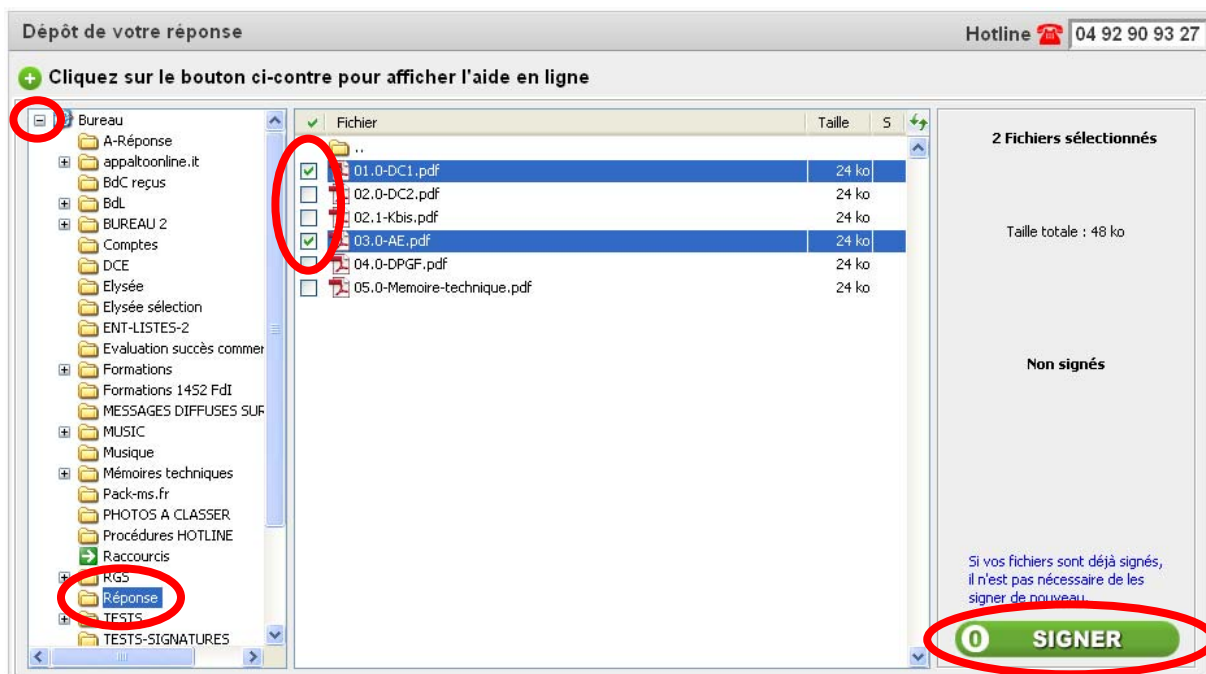 Dépôt de votre réponse
Hotline 04 92 90 93 27
Cliquez sur le bouton ci-contre pour afficher l'aide en ligne
Bureau
A-Réponse
appaltoonline.it
BdC reçus
BdL
BUREAU 2
Comptes
DCE
Elysée
Elysée sélection
ENT-LISTES-2
Evaluation succès commer
Formations
Formations 14S2 FdI
MESSAGES DIFFUSES SUR
MUSIC
Musique
Mémoires techniques
Pack-ms.fr
PHOTOS A CLASSER
Procédures HOTLINE
Raccourcis
RGS
Réponse
TESTS
TESTS-SIGNATURES
Fichier Taille S
..
01.0-DC1.pdf 24 ko
02.0-DC2.pdf 24 ko
02.1-Kbis.pdf 24 ko
03.0-AE.pdf 24 ko
04.0-DPGF.pdf 24 ko
05.0-Memoire-technique.pdf 24 ko
2 Fichiers sélectionnés
Taille totale : 48 ko
Non signés
Si vos fichiers sont déjà signés,
il n'est pas nécessaire de les
signer de nouveau.
0 SIGNER